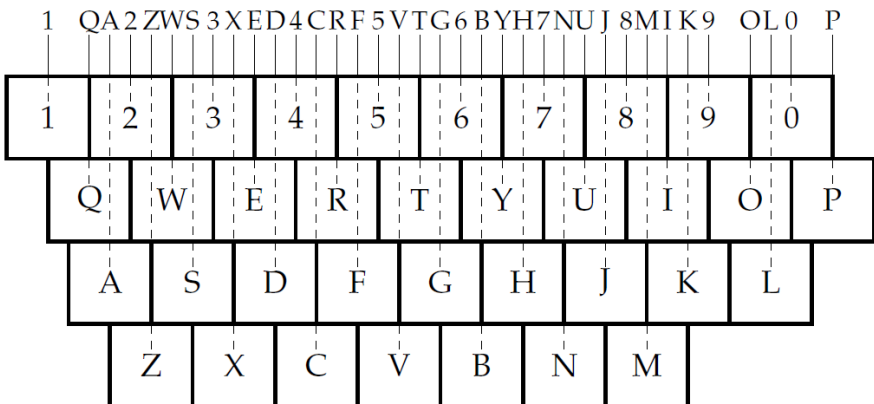 1 QA2ZWS3XED4CRF5VTG6BYH7NUJ8MIK9 OL0 P
1 2 3 4 5 6 7 8 9 0
Q W E R T Y U I O P
A S D F G H J K L
Z X C V B N M